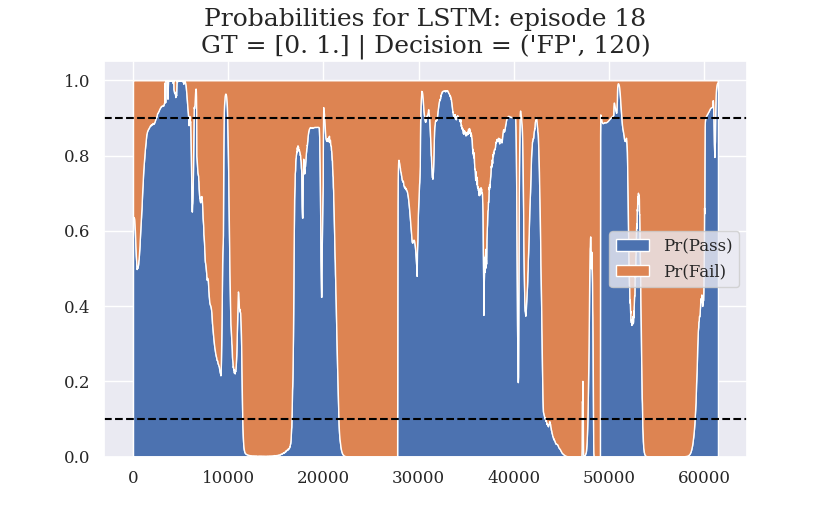 Probabilities for LSTM: episode 18
GT = [0. 1.] | Decision = ('FP', 120)
1.0
0.8
0.6
0.4
0.2
0.0
Pr(Pass)
Pr(Fail)
0 10000 20000 30000 40000 50000 60000